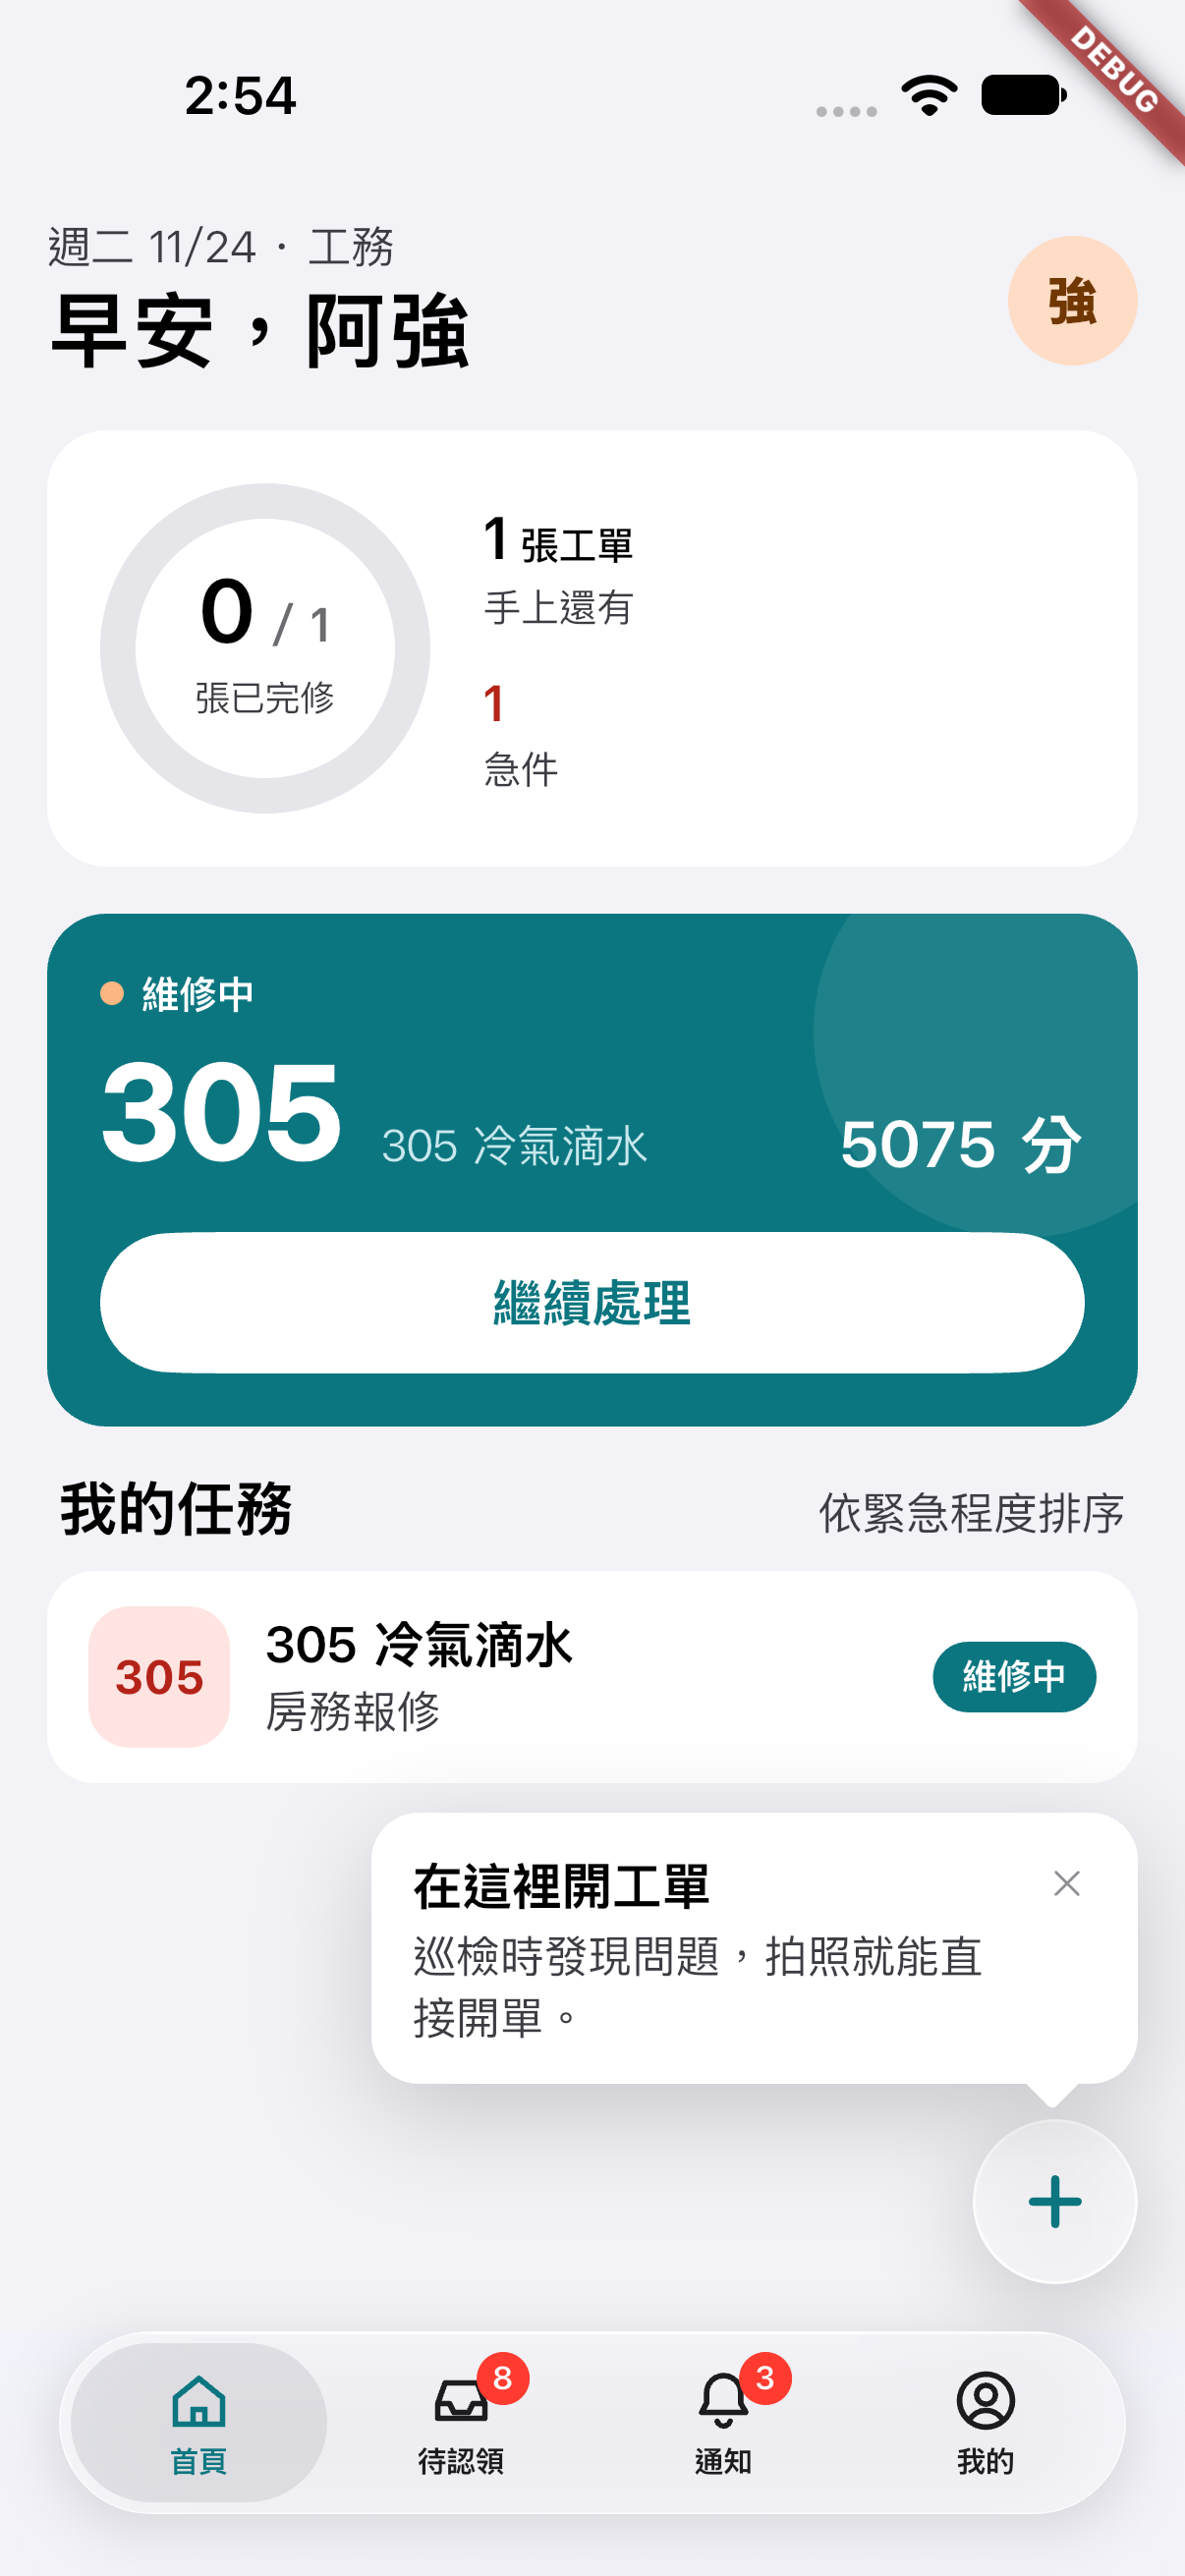 2:54
DEBUG
週二 11/24 · 工務
早安，阿強
強
0 / 1
張已完修
1 張工單
手上還有
1
急件
維修中
305 305 冷氣滴水 5075 分
繼續處理
我的任務 依緊急程度排序
305
305 冷氣滴水
房務報修
維修中
在這裡開工單
巡檢時發現問題，拍照就能直
接開單。
8
3
首頁 待認領 通知 我的